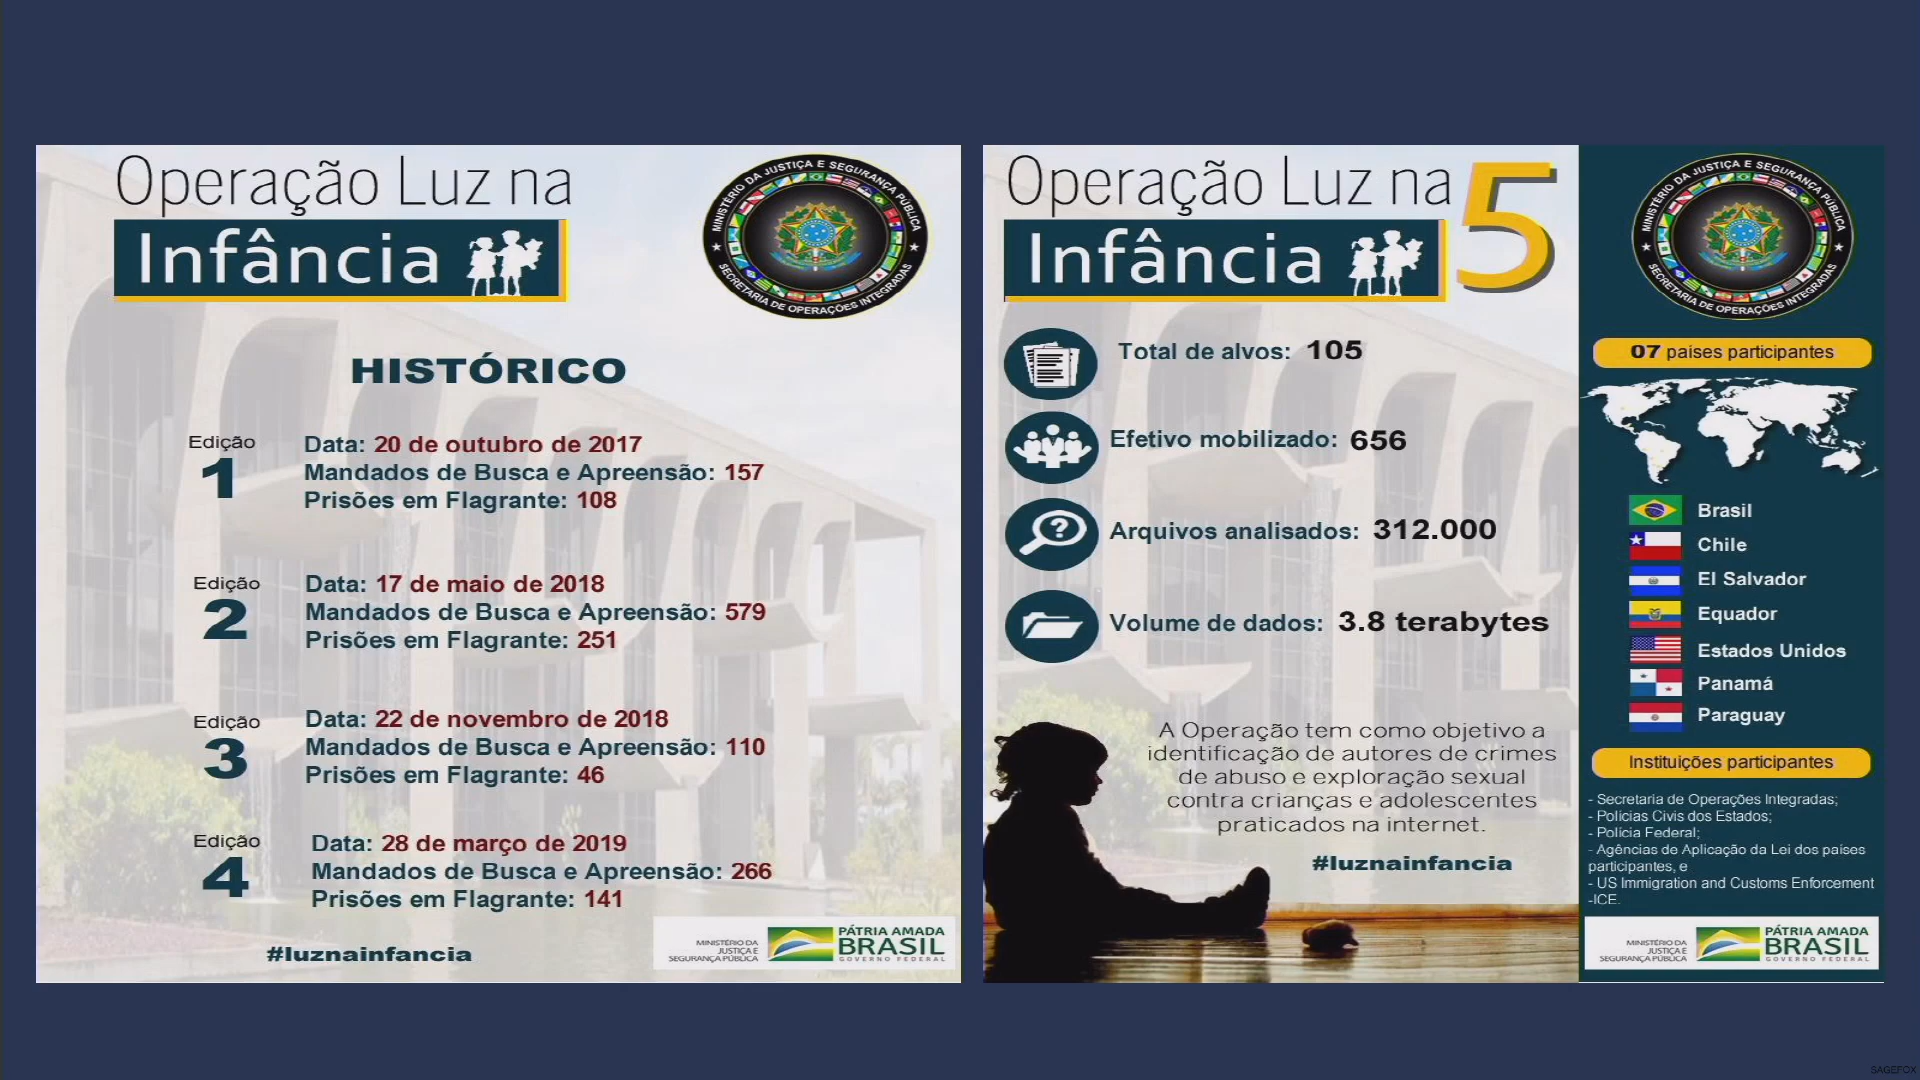 Operação Luz na
Infância
MINISTÉRIO DA JUSTIÇA E SEGURANÇA PÚBLICA
SECRETARIA DE OPERAÇÕES INTEGRADAS
HISTÓRICO
Edição
1
Data: 20 de outubro de 2017
Mandados de Busca e Apreensão: 157
Prisões em Flagrante: 108
Edição
2
Data: 17 de maio de 2018
Mandados de Busca e Apreensão: 579
Prisões em Flagrante: 251
Edição
3
Data: 22 de novembro de 2018
Mandados de Busca e Apreensão: 110
Prisões em Flagrante: 46
Edição
4
Data: 28 de março de 2019
Mandados de Busca e Apreensão: 266
Prisões em Flagrante: 141
#luznainfancia
MINISTÉRIO DA
JUSTIÇA E
SEGURANÇA PÚBLICA
PÁTRIA AMADA
BRASIL
GOVERNO FEDERAL
Operação Luz na
Infância
5
Total de alvos: 105
Efetivo mobilizado: 656
Arquivos analisados: 312.000
Volume de dados: 3.8 terabytes
A Operação tem como objetivo a
identificação de autores de crimes
de abuso e exploração sexual
contra crianças e adolescentes
praticados na internet.
#luznainfancia
MINISTÉRIO DA JUSTIÇA E SEGURANÇA PÚBLICA
SECRETARIA DE OPERAÇÕES INTEGRADAS
07 países participantes
Brasil
Chile
El Salvador
Equador
Estados Unidos
Panamá
Paraguay
Instituições participantes
- Secretaria de Operações Integradas;
- Polícias Civis dos Estados;
- Polícia Federal;
- Agências de Aplicação da Lei dos países
participantes, e
- US Immigration and Customs Enforcement
-ICE.
MINISTÉRIO DA
JUSTIÇA E
SEGURANÇA PÚBLICA
PÁTRIA AMADA
BRASIL
GOVERNO FEDERAL
SAGEFOX